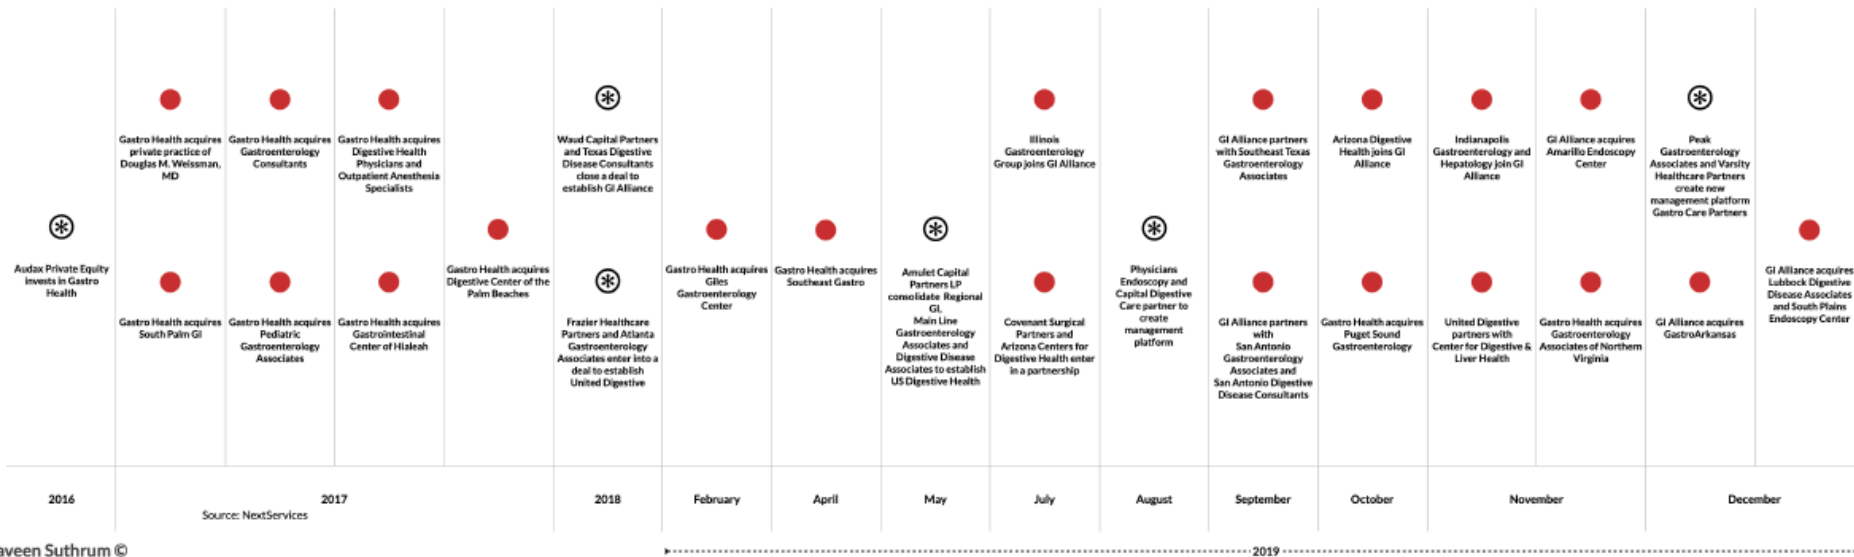 Gastro Health acquires
private practice of
Douglas M. Weissman,
MD
Gastro Health acquires
Gastroenterology
Consultants
Gastro Health acquires
Digestive Health
Physicians and
Outpatient Anesthesia
Specialists
Waud Capital Partners
and Texas Digestive
Disease Consultants
close a deal to
establish GI Alliance
Illinois
Gastroenterology
Group joins GI Alliance
GI Alliance partners
with Southeast Texas
Gastroenterology
Associates
Arizona Digestive
Health joins GI
Alliance
Indianapolis
Gastroenterology and
Hepatology join GI
Alliance
GI Alliance acquires
Amarillo Endoscopy
Center
Peak
Gastroenterology
Associates and Varsity
Healthcare Partners
create new
management platform
Gastro Care Partners
Audax Private Equity
invests in Gastro
Health
Gastro Health acquires
Digestive Center of the
Palm Beaches
Gastro Health acquires
Giles
Gastroenterology
Center
Gastro Health acquires
Southeast Gastro
Amulet Capital
Partners LP
consolidate Regional
GI,
Main Line
Gastroenterology
Associates and
Digestive Disease
Associates to establish
US Digestive Health
Physicians
Endoscopy and
Capital Digestive
Care partner to
create
management
platform
GI Alliance acquires
Lubbock Digestive
Disease Associates
and South Plains
Endoscopy Center
Gastro Health acquires
South Palm GI
Gastro Health acquires
Pediatric
Gastroenterology
Associates
Gastro Health acquires
Gastrointestinal
Center of Hialeah
Frazier Healthcare
Partners and Atlanta
Gastroenterology
Associates enter into a
deal to establish
United Digestive
Covenant Surgical
Partners and
Arizona Centers for
Digestive Health enter
in a partnership
GI Alliance partners
with
San Antonio
Gastroenterology
Associates and
San Antonio Digestive
Disease Consultants
Gastro Health acquires
Puget Sound
Gastroenterology
United Digestive
partners with
Center for Digestive &
Liver Health
Gastro Health acquires
Gastroenterology
Associates of Northern
Virginia
GI Alliance acquires
GastroArkansas
2016
2017
2018
February
April
May
July
August
September
October
November
December
Source: NextServices
aveen Suthrum ©
2019